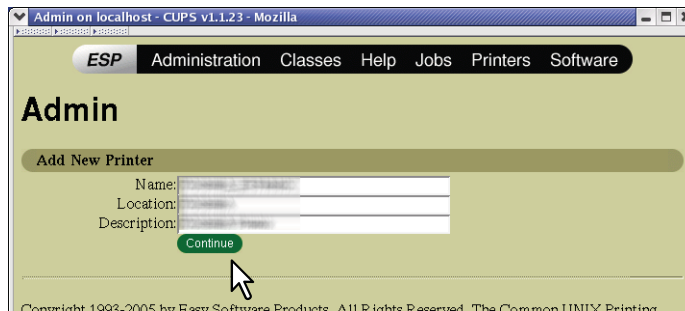 Admin on localhost - CUPS v1.1.23 - Mozilla
ESP Administration Classes Help Jobs Printers Software
Admin
Add New Printer
Name:
Location:
Description:
Continue
Copyright 1993-2005 by Easy Software Products, All Rights Reserved. The Common UNIX Printing